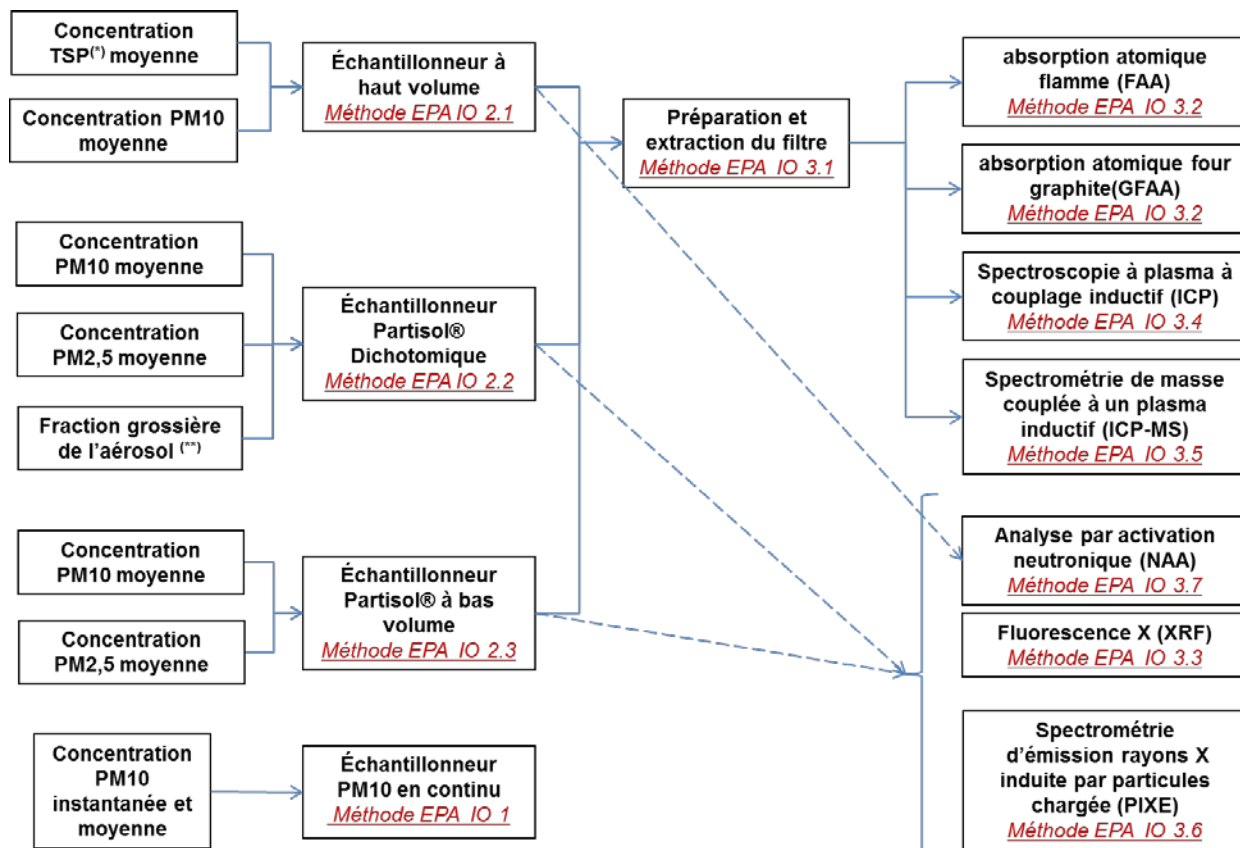 Concentration
TSP(*) moyenne
Concentration PM10
moyenne
Échantillonneur à
haut volume
Méthode EPA IO 2.1
Préparation et
extraction du filtre
Méthode EPA IO 3.1
absorption atomique
flamme (FAA)
Méthode EPA IO 3.2
absorption atomique four
graphite(GFAA)
Méthode EPA IO 3.2
Concentration
PM10 moyenne
Concentration
PM2,5 moyenne
Fraction grossière
de l'aérosol (**)
Échantillonneur
Partisol®
Dichotomique
Méthode EPA IO 2.2
Spectroscopie à plasma à
couplage inductif (ICP)
Méthode EPA IO 3.4
Spectrométrie de masse
couplée à un plasma
inductif (ICP-MS)
Méthode EPA IO 3.5
Concentration
PM10 moyenne
Concentration
PM2,5 moyenne
Échantillonneur
Partisol® à bas
volume
Méthode EPA IO 2.3
Analyse par activation
neutronique (NAA)
Méthode EPA IO 3.7
Fluorescence X (XRF)
Méthode EPA IO 3.3
Concentration
PM10
instantanée et
moyenne
Échantillonneur
PM10 en continu
Méthode EPA IO 1
Spectrométrie
d'émission rayons X
induite par particules
chargée (PIXE)
Méthode EPA IO 3.6